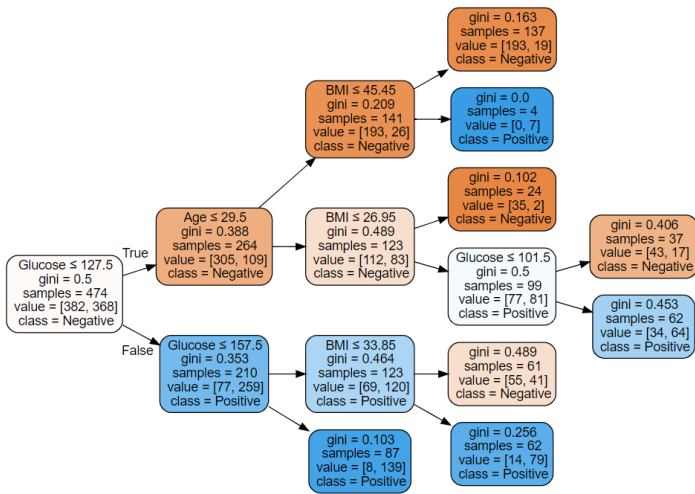 gini = 0.163
samples = 137
value = [193, 19]
class = Negative
BMI ≤ 45.45
gini = 0.209
samples = 141
value = [193, 26]
class = Negative
gini = 0.0
samples = 4
value = [0, 7]
class = Positive
gini = 0.102
samples = 24
value = [35, 2]
class = Negative
Age ≤ 29.5
gini = 0.388
samples = 264
value = [305, 109]
class = Negative
BMI ≤ 26.95
gini = 0.489
samples = 123
value = [112, 83]
class = Negative
gini = 0.406
samples = 37
value = [43, 17]
class = Negative
True
Glucose ≤ 101.5
gini = 0.5
samples = 99
value = [77, 81]
class = Positive
Glucose ≤ 127.5
gini = 0.5
samples = 474
value = [382, 368]
class = Negative
gini = 0.453
samples = 62
value = [34, 64]
class = Positive
False
Glucose ≤ 157.5
gini = 0.353
samples = 210
value = [77, 259]
class = Positive
BMI ≤ 33.85
gini = 0.464
samples = 123
value = [69, 120]
class = Positive
gini = 0.489
samples = 61
value = [55, 41]
class = Negative
gini = 0.103
samples = 87
value = [8, 139]
class = Positive
gini = 0.256
samples = 62
value = [14, 79]
class = Positive